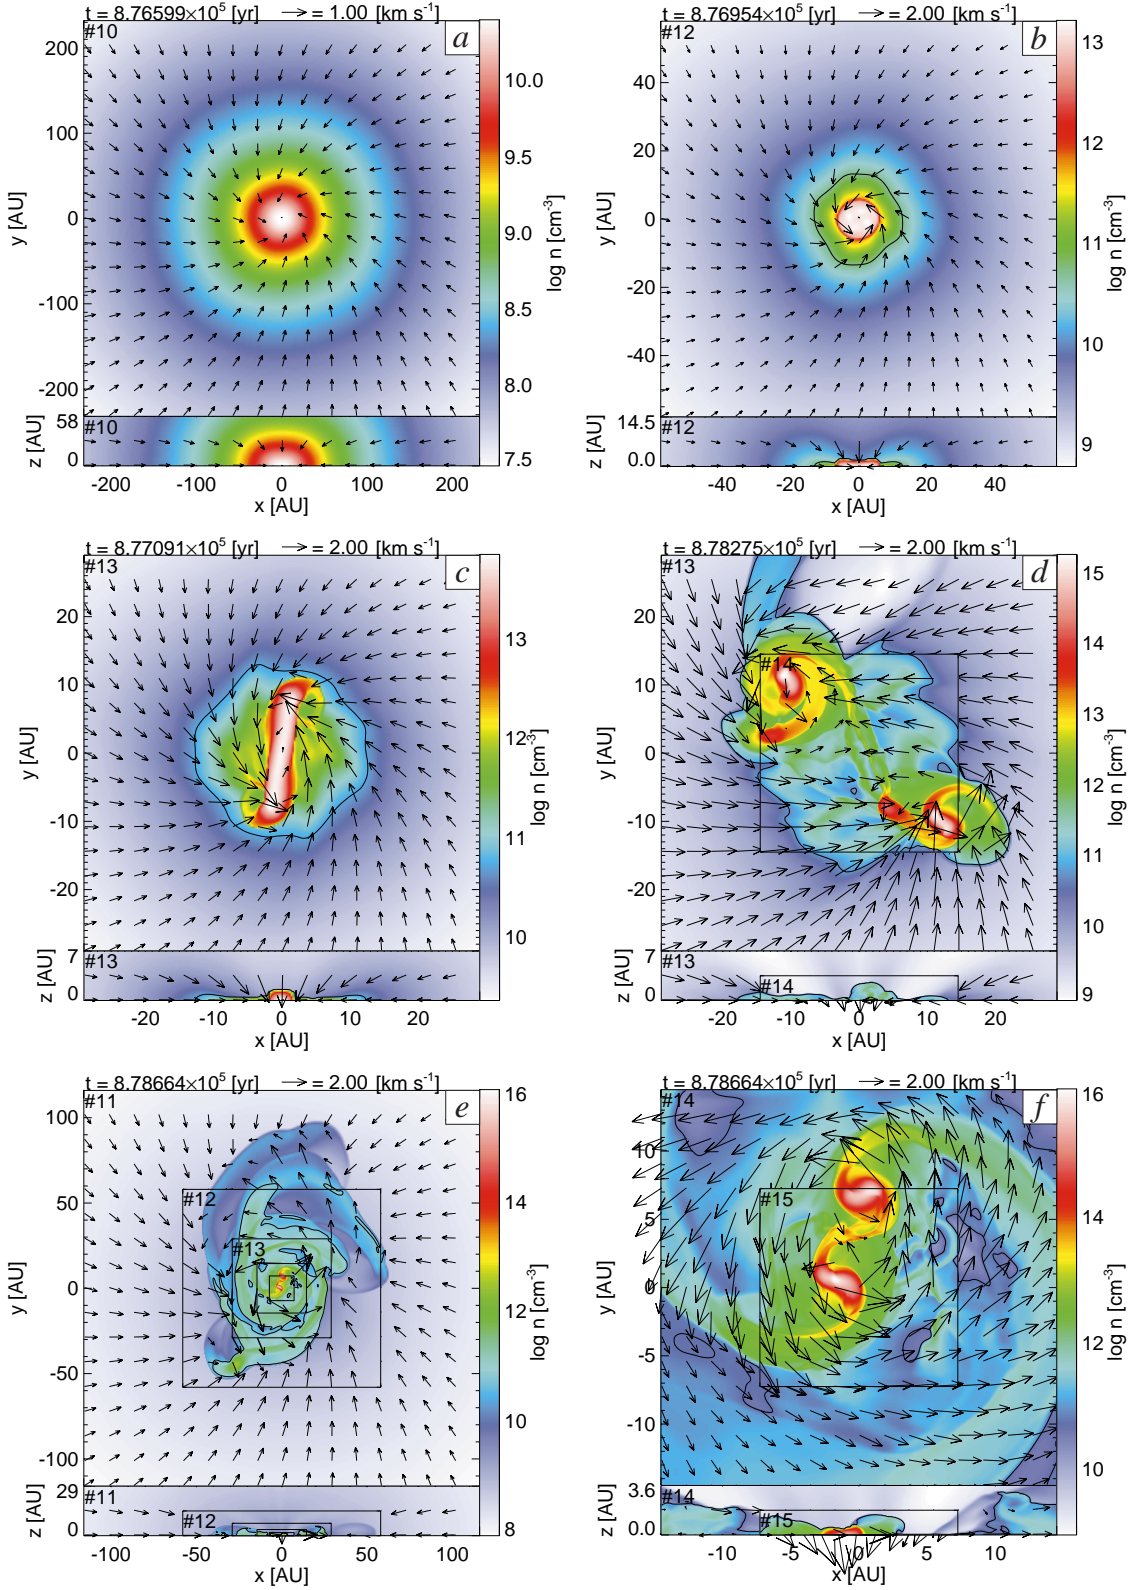 t = 8.76599×10⁵ [yr] = 1.00 [km s⁻¹]
#10
a
200
100
0
-100
-200
y [AU]
10.0
9.5
9.0
8.5
8.0
7.5
log n [cm⁻³]
58
0
z [AU]
#10
-200 -100 0 100 200
x [AU]
t = 8.76954×10⁵ [yr] = 2.00 [km s⁻¹]
#12
b
40
20
0
-20
-40
y [AU]
13
12
11
10
9
log n [cm⁻³]
14.5
0.0
z [AU]
#12
-40 -20 0 20 40
x [AU]
t = 8.77091×10⁵ [yr] = 2.00 [km s⁻¹]
#13
c
20
10
0
-10
-20
y [AU]
13
12
11
10
log n [cm⁻³]
7
0
z [AU]
#13
-20 -10 0 10 20
x [AU]
t = 8.78275×10⁵ [yr] = 2.00 [km s⁻¹]
#13
d
#14
20
10
0
-10
-20
y [AU]
15
14
13
12
11
10
9
log n [cm⁻³]
7
0
z [AU]
#13
#14
-20 -10 0 10 20
x [AU]
t = 8.78664×10⁵ [yr] = 2.00 [km s⁻¹]
#11
e
#12
#13
100
50
0
-50
-100
y [AU]
16
14
12
10
8
log n [cm⁻³]
29
0
z [AU]
#11
#12
-100 -50 0 50 100
x [AU]
t = 8.78664×10⁵ [yr] = 2.00 [km s⁻¹]
#14
f
#15
10
5
0
-5
-10
y [AU]
16
14
12
10
log n [cm⁻³]
3.6
0.0
z [AU]
#14
#15
-10 -5 0 5 10
x [AU]